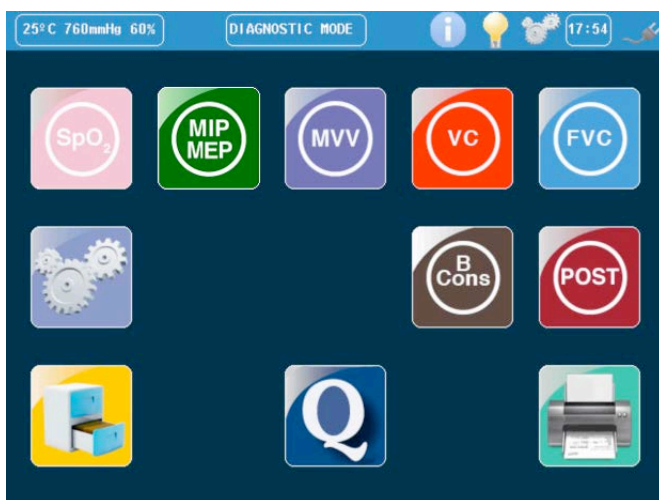 25ºC 760mmHg 60% DIAGNOSTIC MODE i 17:54
SpO₂ MIP MEP MVV VC FVC
B Cons POST
Q